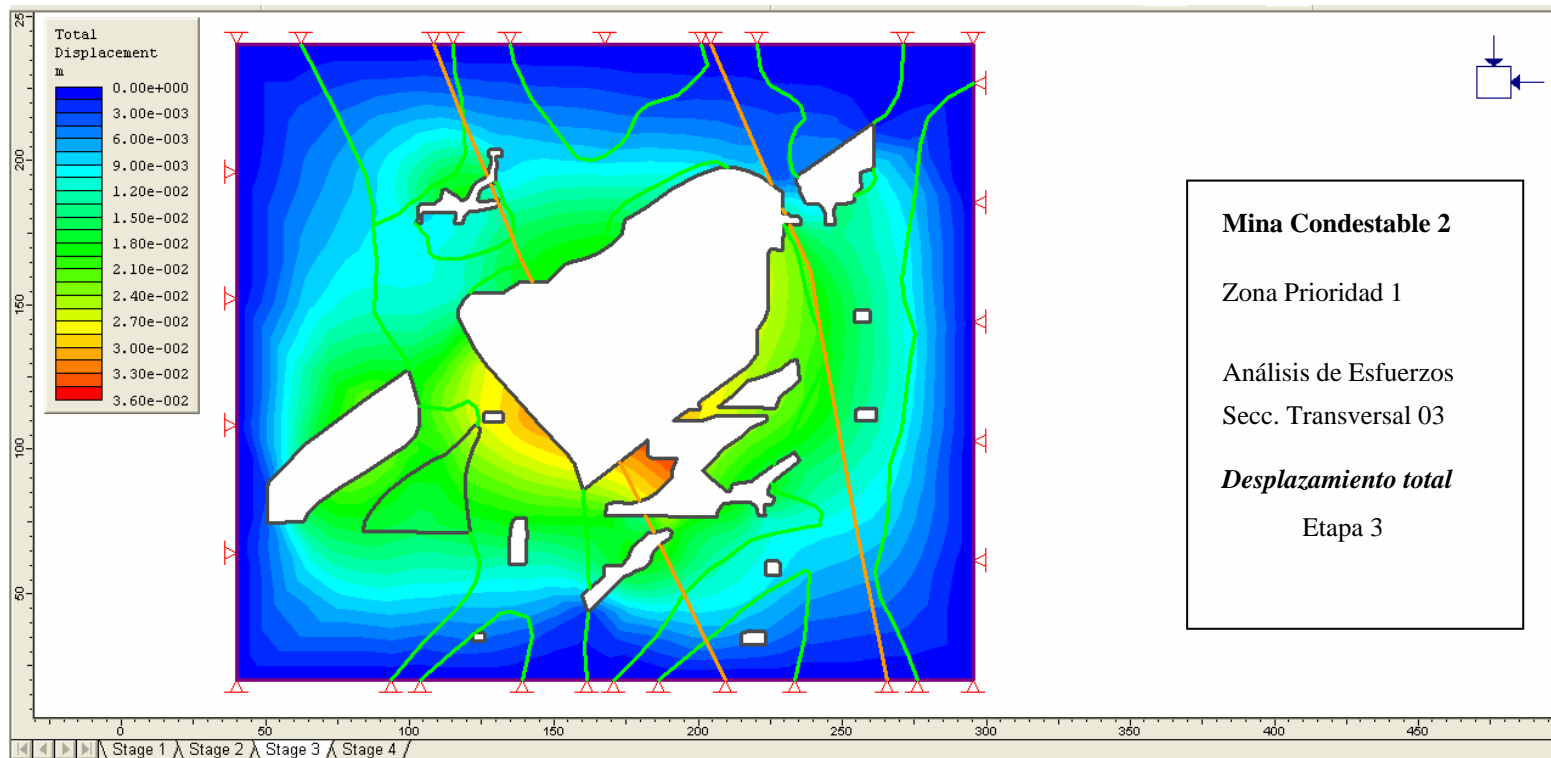 Total
Displacement
m
0.00e+000
3.00e-003
6.00e-003
9.00e-003
1.20e-002
1.50e-002
1.80e-002
2.10e-002
2.40e-002
2.70e-002
3.00e-002
3.30e-002
3.60e-002
25
200
150
100
50
0
50
100
150
200
250
300
350
400
450
Mina Condestable 2
Zona Prioridad 1
Análisis de Esfuerzos
Secc. Transversal 03
Desplazamiento total
Etapa 3
Stage 1
Stage 2
Stage 3
Stage 4